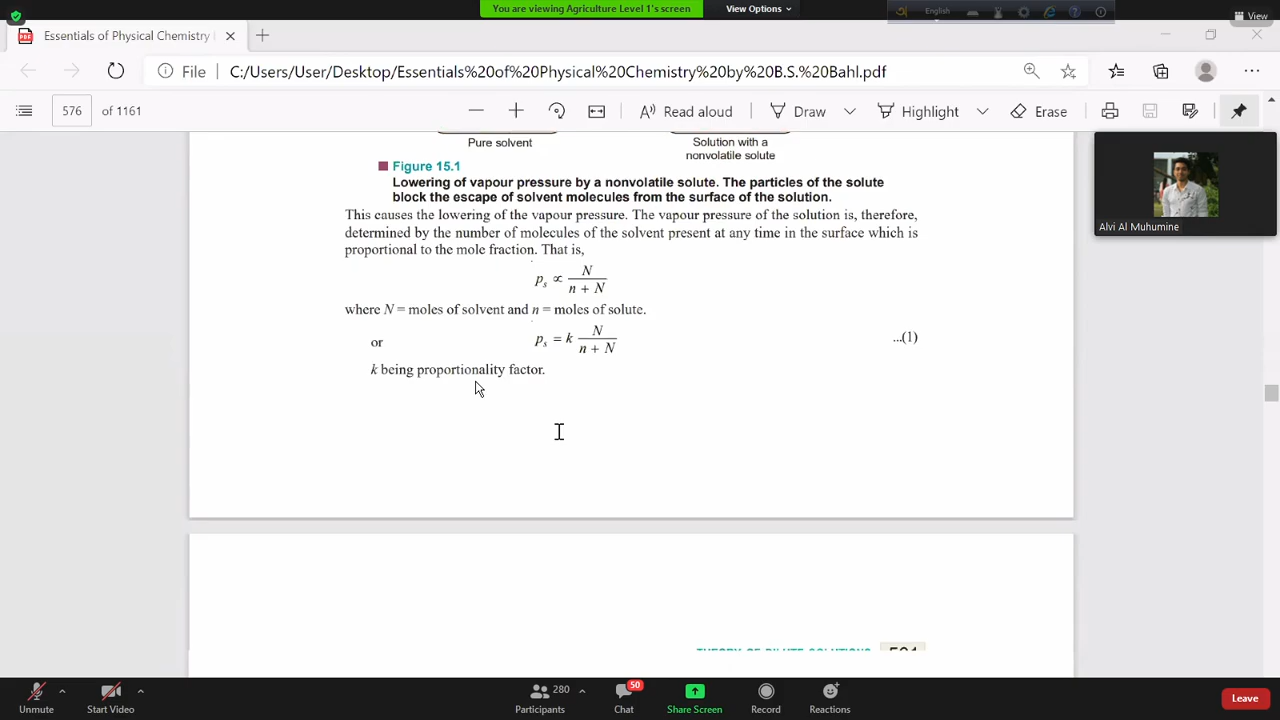 You are viewing Agriculture Level 1's screen
View Options
English
View
Essentials of Physical Chemistry
File
C:/Users/User/Desktop/Essentials%20of%20Physical%20Chemistry%20by%20B.S.%20Bahl.pdf
576 of 1161
Read aloud
Draw
Highlight
Erase
Pure solvent
Solution with a
nonvolatile solute
Figure 15.1
Lowering of vapour pressure by a nonvolatile solute. The particles of the solute
block the escape of solvent molecules from the surface of the solution.
This causes the lowering of the vapour pressure. The vapour pressure of the solution is, therefore,
determined by the number of molecules of the solvent present at any time in the surface which is
proportional to the mole fraction. That is,
pₛ ∝ N / (n + N)
where N = moles of solvent and n = moles of solute.
or pₛ = k N / (n + N) ...(1)
k being proportionality factor.
Alvi Al Muhumine
THEORY OF DILUTE SOLUTIONS
Unmute
Start Video
280
Participants
50
Chat
Share Screen
Record
Reactions
Leave